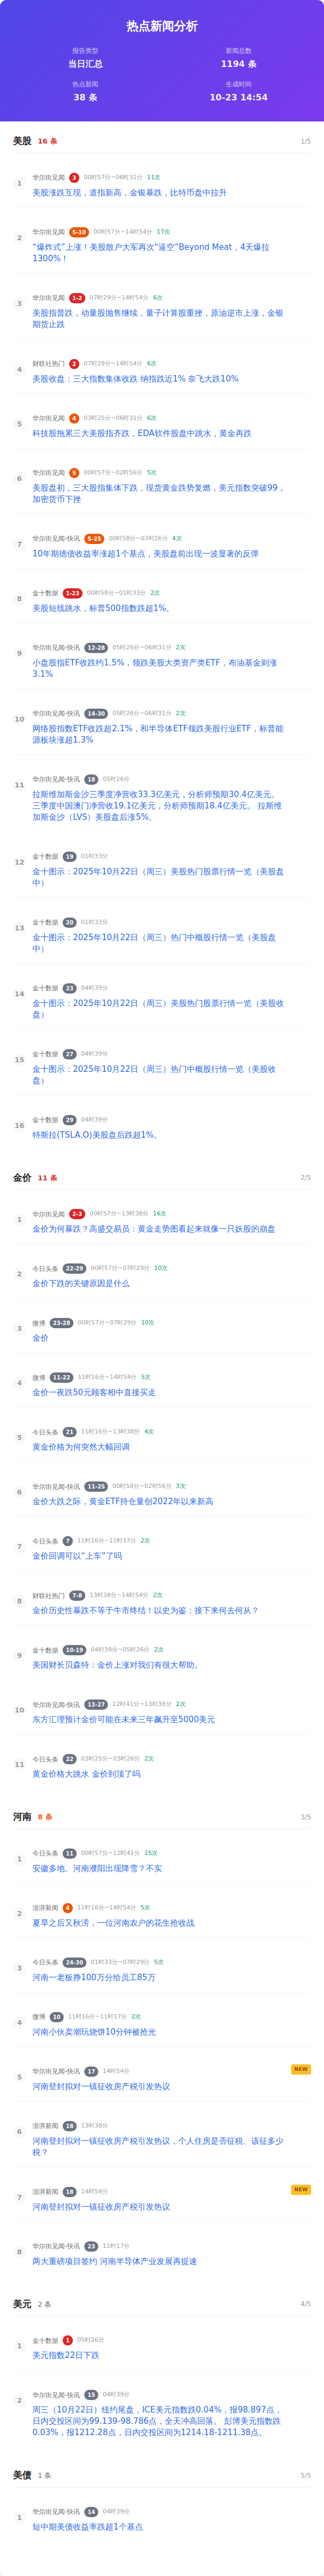 热点新闻分析
报告类型
当日汇总
新闻总数
1194 条
热点新闻
38 条
生成时间
10-23 14:54
美股 16 条 1/5
1
华尔街见闻 3 00时57分~06时31分 11次
美股涨跌互现，道指新高，金银暴跌，比特币盘中拉升
2
华尔街见闻 5-10 00时57分~14时54分 17次
“爆炸式”上涨！美股散户大军再次“逼空”Beyond Meat，4天爆拉
1300%！
3
华尔街见闻 1-2 07时29分~14时54分 6次
美股指普跌，动量股抛售继续，量子计算股重挫，原油逆市上涨，金银
期货止跌
4
财联社热门 2 07时29分~14时54分 6次
美股收盘：三大指数集体收跌 纳指跌近1% 奈飞大跌10%
5
华尔街见闻 4 03时25分~06时31分 6次
科技股拖累三大美股指齐跌，EDA软件股盘中跳水，黄金再跌
6
华尔街见闻 5 00时57分~02时56分 5次
美股盘初，三大股指集体下跌，现货黄金跌势复燃，美元指数突破99，
加密货币下挫
7
华尔街见闻-快讯 5-25 00时58分~03时26分 4次
10年期德债收益率涨超1个基点，美股盘前出现一波显著的反弹
8
金十数据 1-23 00时58分~01时33分 2次
美股短线跳水，标普500指数跌超1%。
9
华尔街见闻-快讯 12-28 05时26分~06时31分 2次
小盘股指ETF收跌约1.5%，领跌美股大类资产类ETF，布油基金则涨
3.1%
10
华尔街见闻-快讯 14-30 05时26分~06时31分 2次
网络股指数ETF收跌超2.1%，和半导体ETF领跌美股行业ETF，标普能
源板块涨超1.3%
11
华尔街见闻-快讯 18 05时26分
拉斯维加斯金沙三季度净营收33.3亿美元，分析师预期30.4亿美元。
三季度中国澳门净营收19.1亿美元，分析师预期18.4亿美元。 拉斯维
加斯金沙（LVS）美股盘后涨5%。
12
金十数据 19 01时33分
金十图示：2025年10月22日（周三）美股热门股票行情一览（美股盘
中）
13
金十数据 20 01时33分
金十图示：2025年10月22日（周三）热门中概股行情一览（美股盘
中）
14
金十数据 23 04时39分
金十图示：2025年10月22日（周三）美股热门股票行情一览（美股收
盘）
15
金十数据 27 04时39分
金十图示：2025年10月22日（周三）热门中概股行情一览（美股收
盘）
16
金十数据 29 04时39分
特斯拉(TSLA.O)美股盘后跌超1%。
金价 11 条 2/5
1
华尔街见闻 2-3 00时57分~13时38分 16次
金价为何暴跌？高盛交易员：黄金走势图看起来就像一只妖股的崩盘
2
今日头条 22-29 00时57分~07时29分 10次
金价下跌的关键原因是什么
3
微博 23-28 00时57分~07时29分 10次
金价
4
微博 11-22 11时16分~14时54分 5次
金价一夜跌50元顾客相中直接买走
5
今日头条 21 11时16分~13时38分 4次
黄金价格为何突然大幅回调
6
华尔街见闻-快讯 11-25 00时58分~02时56分 3次
金价大跌之际，黄金ETF持仓量创2022年以来新高
7
今日头条 7 11时16分~11时17分 2次
金价回调可以“上车”了吗
8
财联社热门 7-8 13时38分~14时54分 2次
金价历史性暴跌不等于牛市终结！以史为鉴：接下来何去何从？
9
金十数据 10-19 04时39分~05时26分 2次
美国财长贝森特：金价上涨对我们有很大帮助。
10
华尔街见闻-快讯 13-27 12时41分~13时38分 2次
东方汇理预计金价可能在未来三年飙升至5000美元
11
今日头条 22 03时25分~03时26分 2次
黄金价格大跳水 金价到顶了吗
河南 8 条 3/5
1
今日头条 11 00时57分~12时41分 15次
安徽多地、河南濮阳出现降雪？不实
2
澎湃新闻 4 11时16分~14时54分 5次
夏旱之后又秋涝，一位河南农户的花生抢收战
3
今日头条 24-30 01时33分~07时29分 5次
河南一老板挣100万分给员工85万
4
微博 10 11时16分~11时17分 2次
河南小伙卖潮玩烧饼10分钟被抢光
5
华尔街见闻-快讯 17 14时54分 NEW
河南登封拟对一镇征收房产税引发热议
6
澎湃新闻 18 13时38分
河南登封拟对一镇征收房产税引发热议，个人住房是否征税、该征多少
税？
7
澎湃新闻 18 14时54分 NEW
河南登封拟对一镇征收房产税引发热议
8
华尔街见闻-快讯 23 11时17分
两大重磅项目签约 河南半导体产业发展再提速
美元 2 条 4/5
1
金十数据 1 05时26分
美元指数22日下跌
2
华尔街见闻-快讯 15 04时39分
周三（10月22日）纽约尾盘，ICE美元指数跌0.04%，报98.897点，
日内交投区间为99.139-98.786点，全天冲高回落。 彭博美元指数跌
0.03%，报1212.28点，日内交投区间为1214.18-1211.38点。
美债 1 条 5/5
1
华尔街见闻-快讯 14 04时39分
短中期美债收益率跌超1个基点